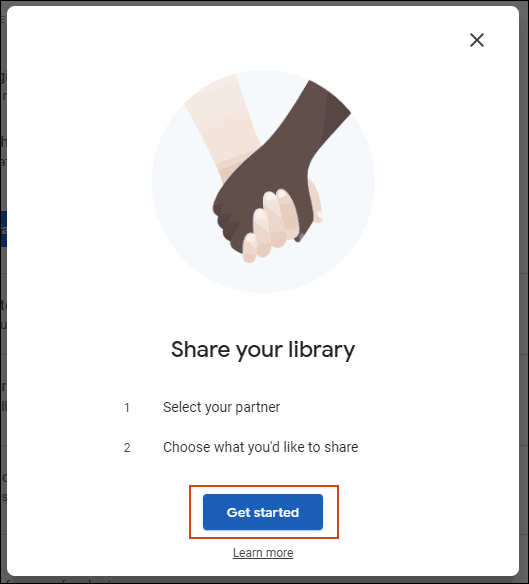 Share your library
1 Select your partner
2 Choose what you'd like to share
Get started
Learn more